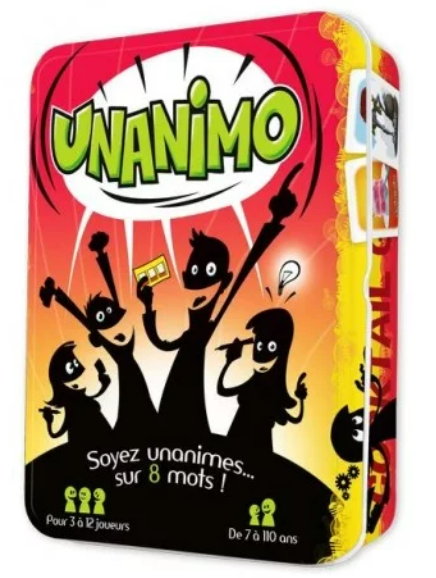 UNANiMO
Soyez unanimes...
sur 8 mots !
Pour 3 à 12 joueurs
De 7 à 110 ans